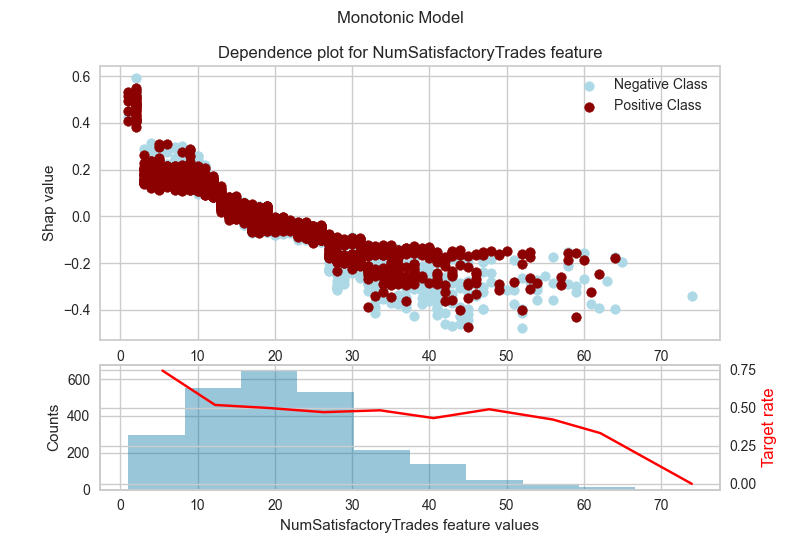 Monotonic Model
Dependence plot for NumSatisfactoryTrades feature
Negative Class
Positive Class
Shap value
0.6
0.4
0.2
0.0
−0.2
−0.4
0 10 20 30 40 50 60 70
Counts
600
400
200
0
0.75
0.50
0.25
0.00
Target rate
0 10 20 30 40 50 60 70
NumSatisfactoryTrades feature values